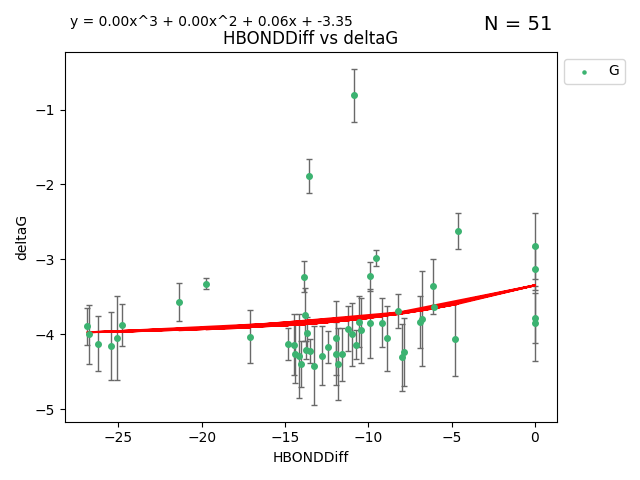 y = 0.00x^3 + 0.00x^2 + 0.06x + -3.35
N = 51
HBONDDiff vs deltaG
G
−1
−2
−3
−4
−5
deltaG
−25
−20
−15
−10
−5
0
HBONDDiff